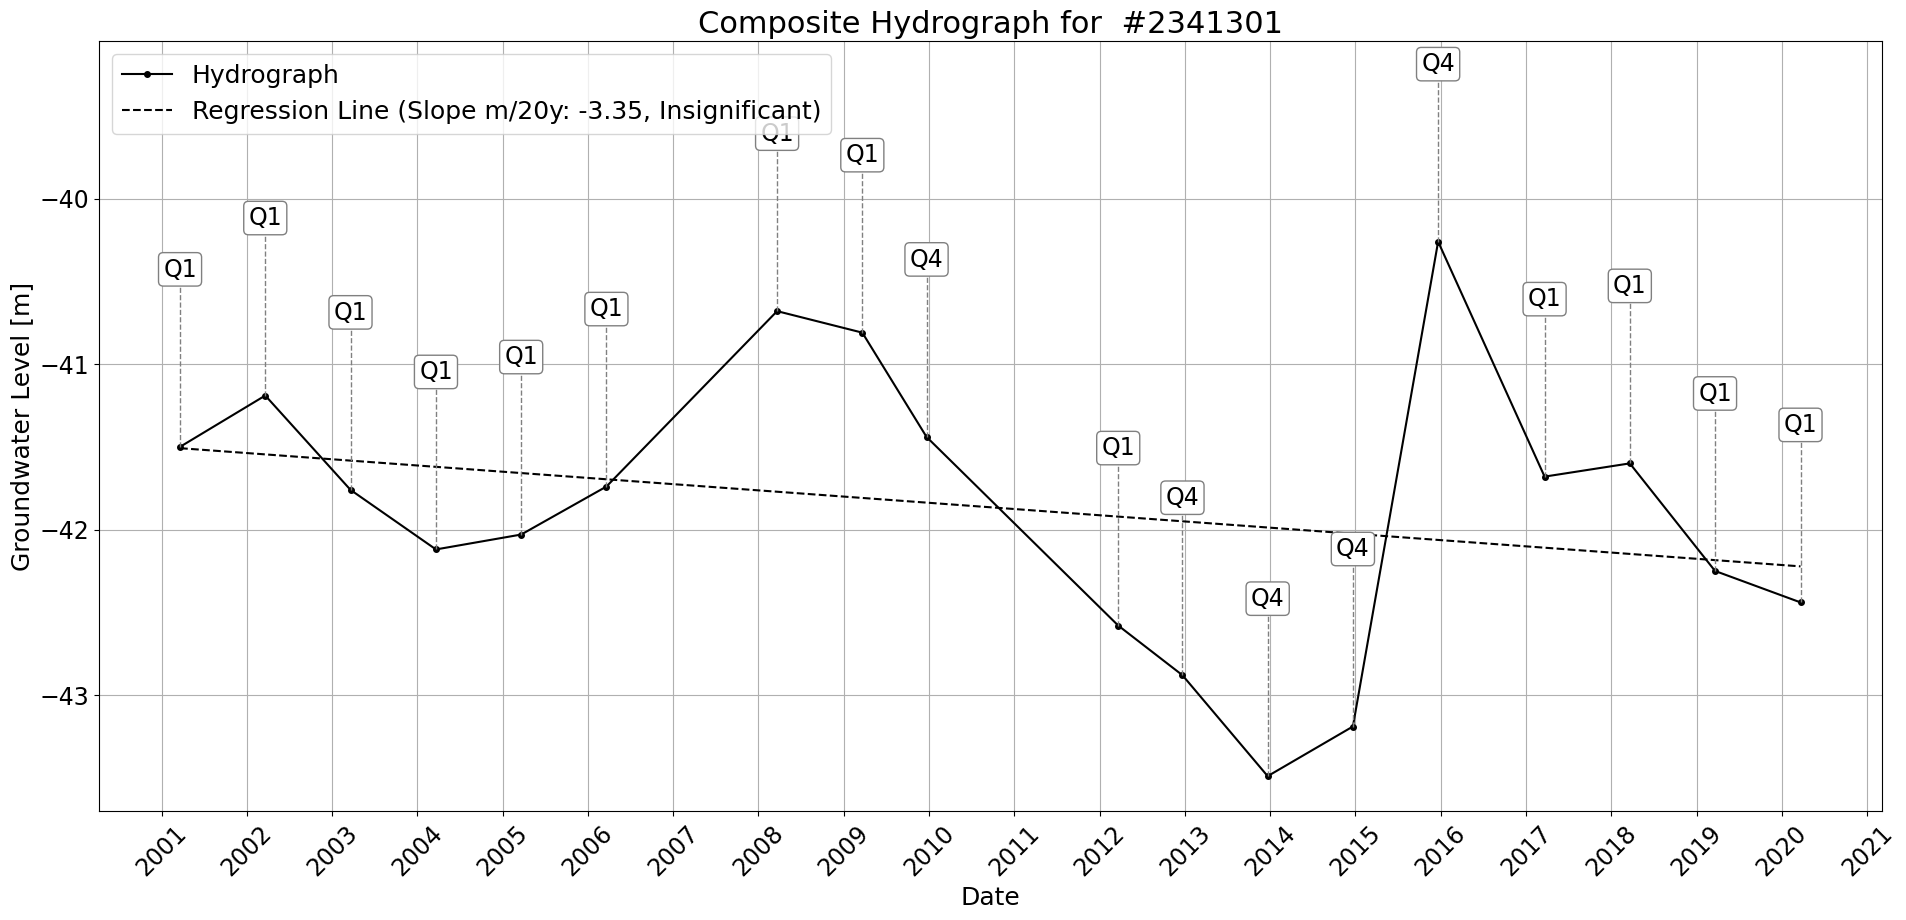 Composite Hydrograph for #2341301
Hydrograph
Regression Line (Slope m/20y: -3.35, Insignificant)
Q4
Q1
Q1
Q1
Q4
Q1
Q1
Q1
Q1
Q1
Q1
Q1
Q1
Q1
Q1
Q1
Q4
Q4
Q4
−40
−41
−42
−43
Groundwater Level [m]
2001
2002
2003
2004
2005
2006
2007
2008
2009
2010
2011
2012
2013
2014
2015
2016
2017
2018
2019
2020
2021
Date